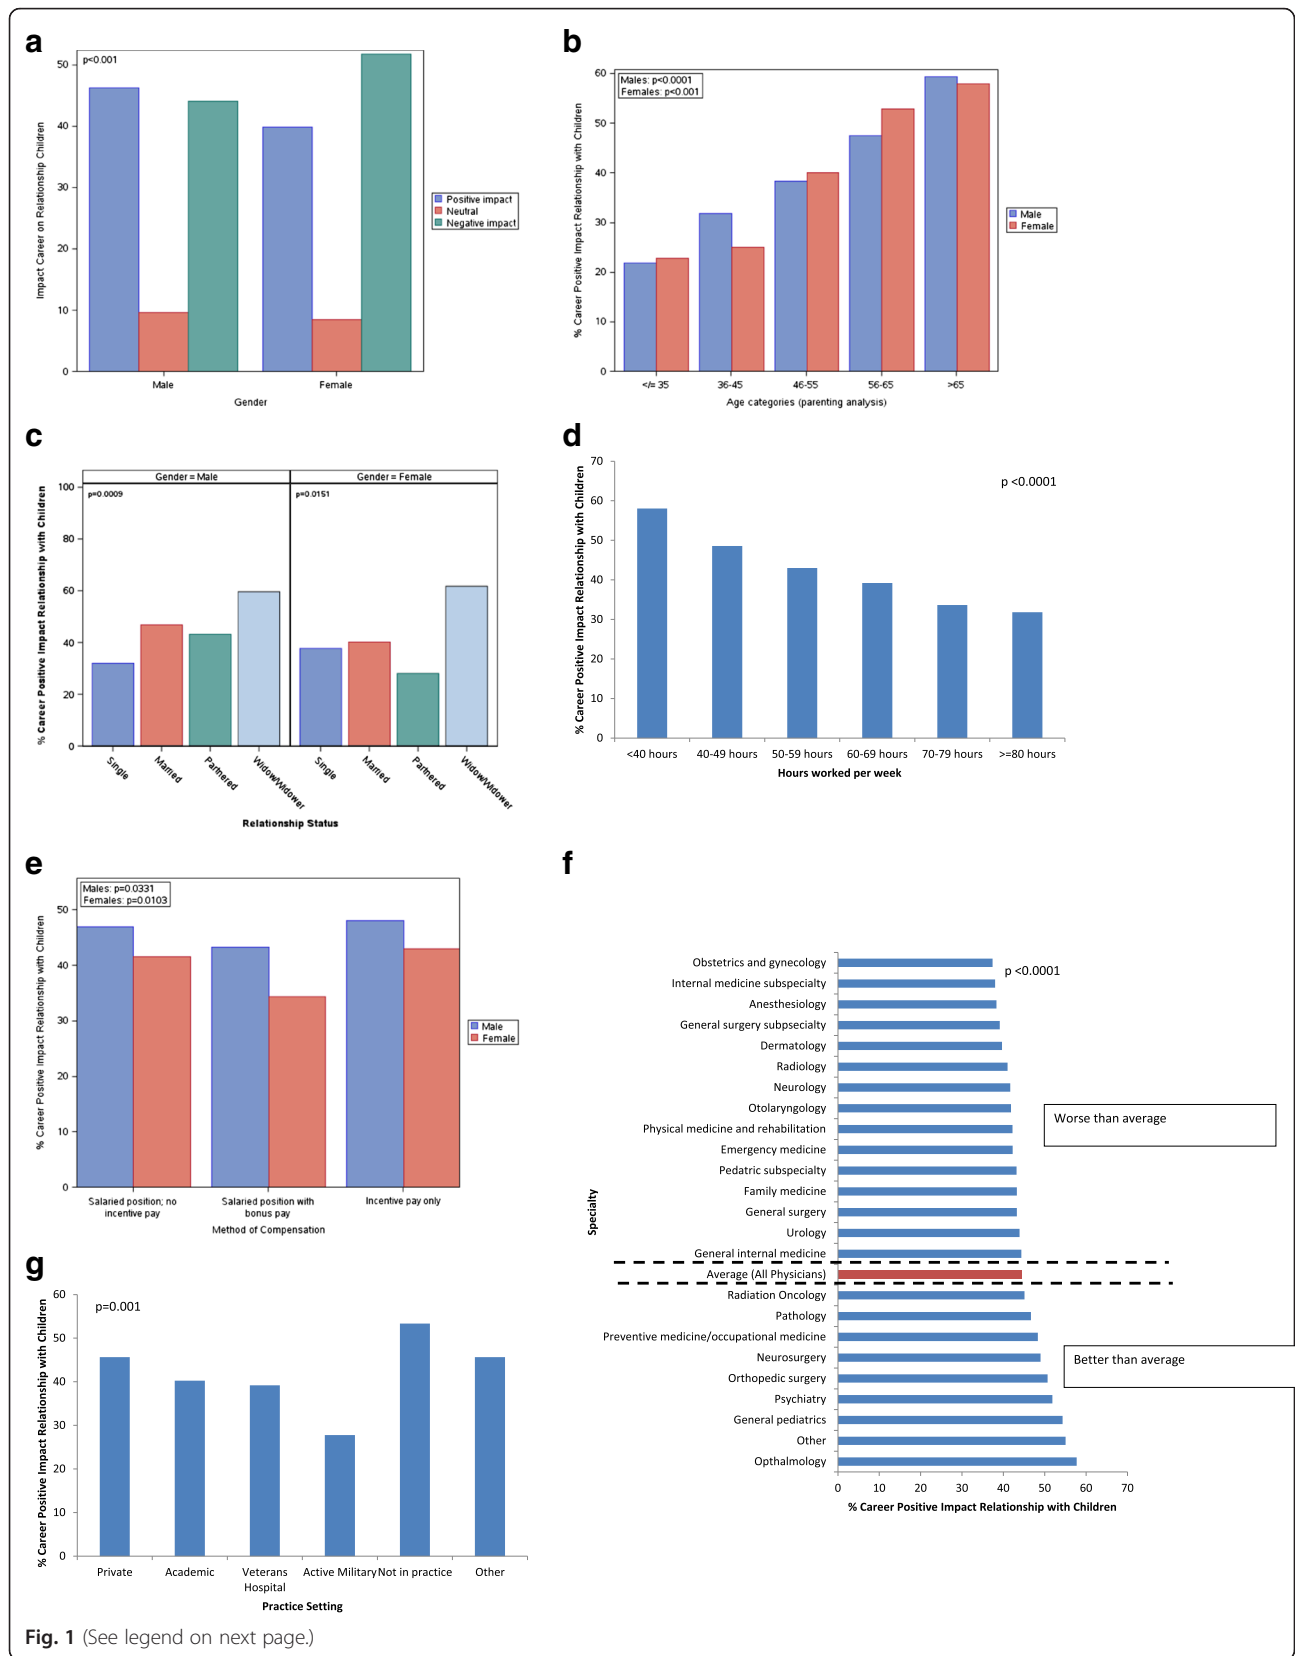 a
p<0.001
Impact Career on Relationship Children
50
40
30
20
10
0
Male
Female
Gender
Positive impact
Neutral
Negative impact
b
Males: p<0.0001
Females: p<0.001
% Career Positive Impact Relationship with Children
60
50
40
30
20
10
0
</= 35
36-45
46-55
56-65
>65
Age categories (parenting analysis)
Male
Female
c
Gender = Male
Gender = Female
p=0.0009
p=0.0151
% Career Positive Impact Relationship with Children
100
80
60
40
20
0
Single
Married
Partnered
Widow/Widower
Single
Married
Partnered
Widow/Widower
Relationship Status
d
p <0.0001
% Career Positive Impact Relationship with Children
70
60
50
40
30
20
10
0
<40 hours
40-49 hours
50-59 hours
60-69 hours
70-79 hours
>=80 hours
Hours worked per week
e
Males: p=0.0331
Females: p=0.0103
% Career Positive Impact Relationship with Children
50
40
30
20
10
0
Salaried position; no
incentive pay
Salaried position with
bonus pay
Incentive pay only
Method of Compensation
Male
Female
f
p <0.0001
Specialty
Obstetrics and gynecology
Internal medicine subspecialty
Anesthesiology
General surgery subpsecialty
Dermatology
Radiology
Neurology
Otolaryngology
Physical medicine and rehabilitation
Emergency medicine
Pediatric subspecialty
Family medicine
General surgery
Urology
General internal medicine
Average (All Physicians)
Radiation Oncology
Pathology
Preventive medicine/occupational medicine
Neurosurgery
Orthopedic surgery
Psychiatry
General pediatrics
Other
Opthalmology
Worse than average
Better than average
0
10
20
30
40
50
60
70
% Career Positive Impact Relationship with Children
g
p=0.001
% Career Positive Impact Relationship with Children
60
50
40
30
20
10
0
Private
Academic
Veterans
Hospital
Active Military
Not in practice
Other
Practice Setting
Fig. 1 (See legend on next page.)